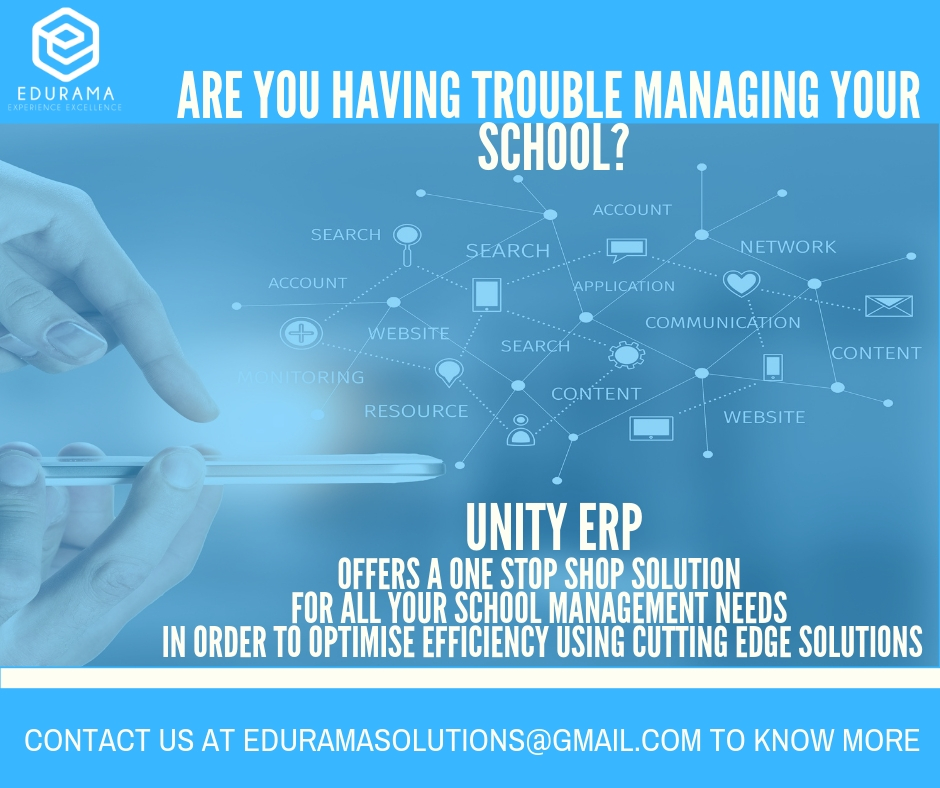 EDURAMA
EXPERIENCE EXCELLENCE
ARE YOU HAVING TROUBLE MANAGING YOUR
SCHOOL?
ACCOUNT
SEARCH
SEARCH
NETWORK
ACCOUNT
APPLICATION
COMMUNICATION
WEBSITE
SEARCH
CONTENT
MONITORING
CONTENT
RESOURCE
WEBSITE
UNITY ERP
OFFERS A ONE STOP SHOP SOLUTION
FOR ALL YOUR SCHOOL MANAGEMENT NEEDS
IN ORDER TO OPTIMISE EFFICIENCY USING CUTTING EDGE SOLUTIONS
CONTACT US AT EDURAMASOLUTIONS@GMAIL.COM TO KNOW MORE